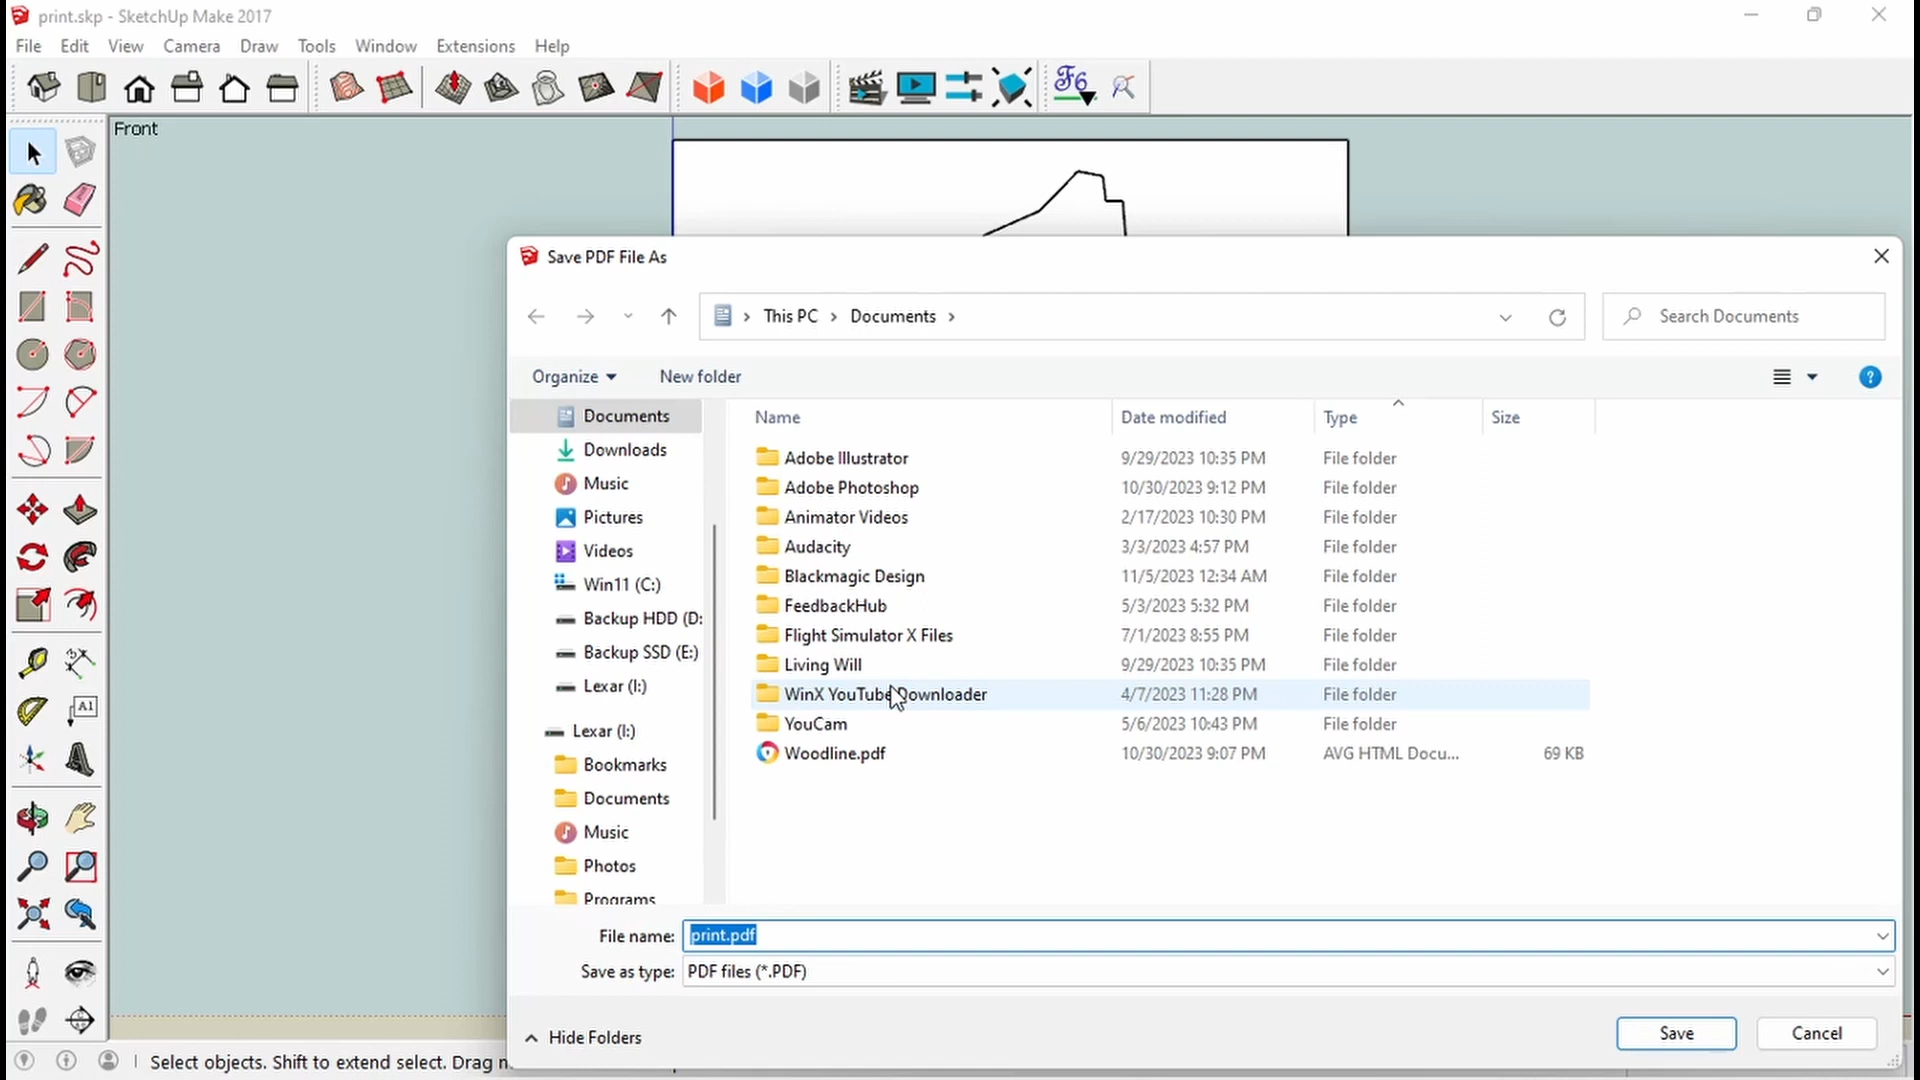 print.skp - SketchUp Make 2017
File Edit View Camera Draw Tools Window Extensions Help
F6
Front
A1
Save PDF File As
This PC > Documents >
Search Documents
Organize New folder
Name Date modified Type Size
Documents
Downloads
Music
Pictures
Videos
Win11 (C:)
Backup HDD (D:
Backup SSD (E:)
Lexar (I:)
Lexar (I:)
Bookmarks
Documents
Music
Photos
Programs
Adobe Illustrator 9/29/2023 10:35 PM File folder
Adobe Photoshop 10/30/2023 9:12 PM File folder
Animator Videos 2/17/2023 10:30 PM File folder
Audacity 3/3/2023 4:57 PM File folder
Blackmagic Design 11/5/2023 12:34 AM File folder
FeedbackHub 5/3/2023 5:32 PM File folder
Flight Simulator X Files 7/1/2023 8:55 PM File folder
Living Will 9/29/2023 10:35 PM File folder
WinX YouTube Downloader 4/7/2023 11:28 PM File folder
YouCam 5/6/2023 10:43 PM File folder
Woodline.pdf 10/30/2023 9:07 PM AVG HTML Docu... 69 KB
File name: print.pdf
Save as type: PDF files (*.PDF)
Hide Folders Save Cancel
Select objects. Shift to extend select. Drag